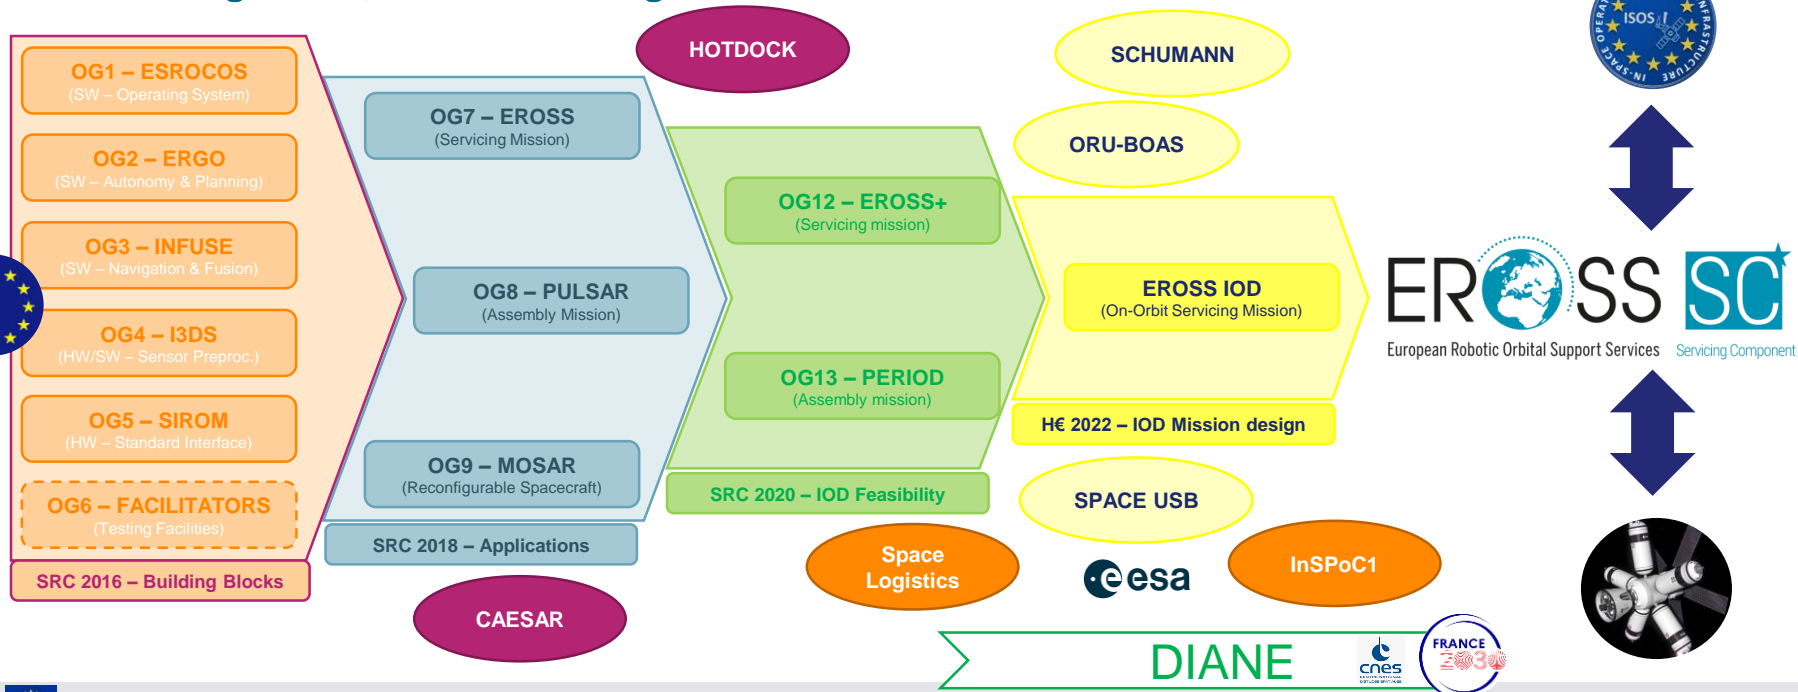 OG1 – ESROCOS
(SW – Operating System)
OG2 – ERGO
(SW – Autonomy & Planning)
OG3 – INFUSE
(SW – Navigation & Fusion)
OG4 – I3DS
(HW/SW – Sensor Preproc.)
OG5 – SIROM
(HW – Standard Interface)
OG6 – FACILITATORS
(Testing Facilities)
SRC 2016 – Building Blocks
OG7 – EROSS
(Servicing Mission)
OG8 – PULSAR
(Assembly Mission)
OG9 – MOSAR
(Reconfigurable Spacecraft)
SRC 2018 – Applications
HOTDOCK
CAESAR
OG12 – EROSS+
(Servicing mission)
OG13 – PERIOD
(Assembly mission)
SRC 2020 – IOD Feasibility
Space
Logistics
SCHUMANN
ORU-BOAS
EROSS IOD
(On-Orbit Servicing Mission)
H€ 2022 – IOD Mission design
SPACE USB
esa
InSPoC1
DIANE
cnes
FRANCE
2030
ISOS
EROSS SC
European Robotic Orbital Support Services
Servicing Component